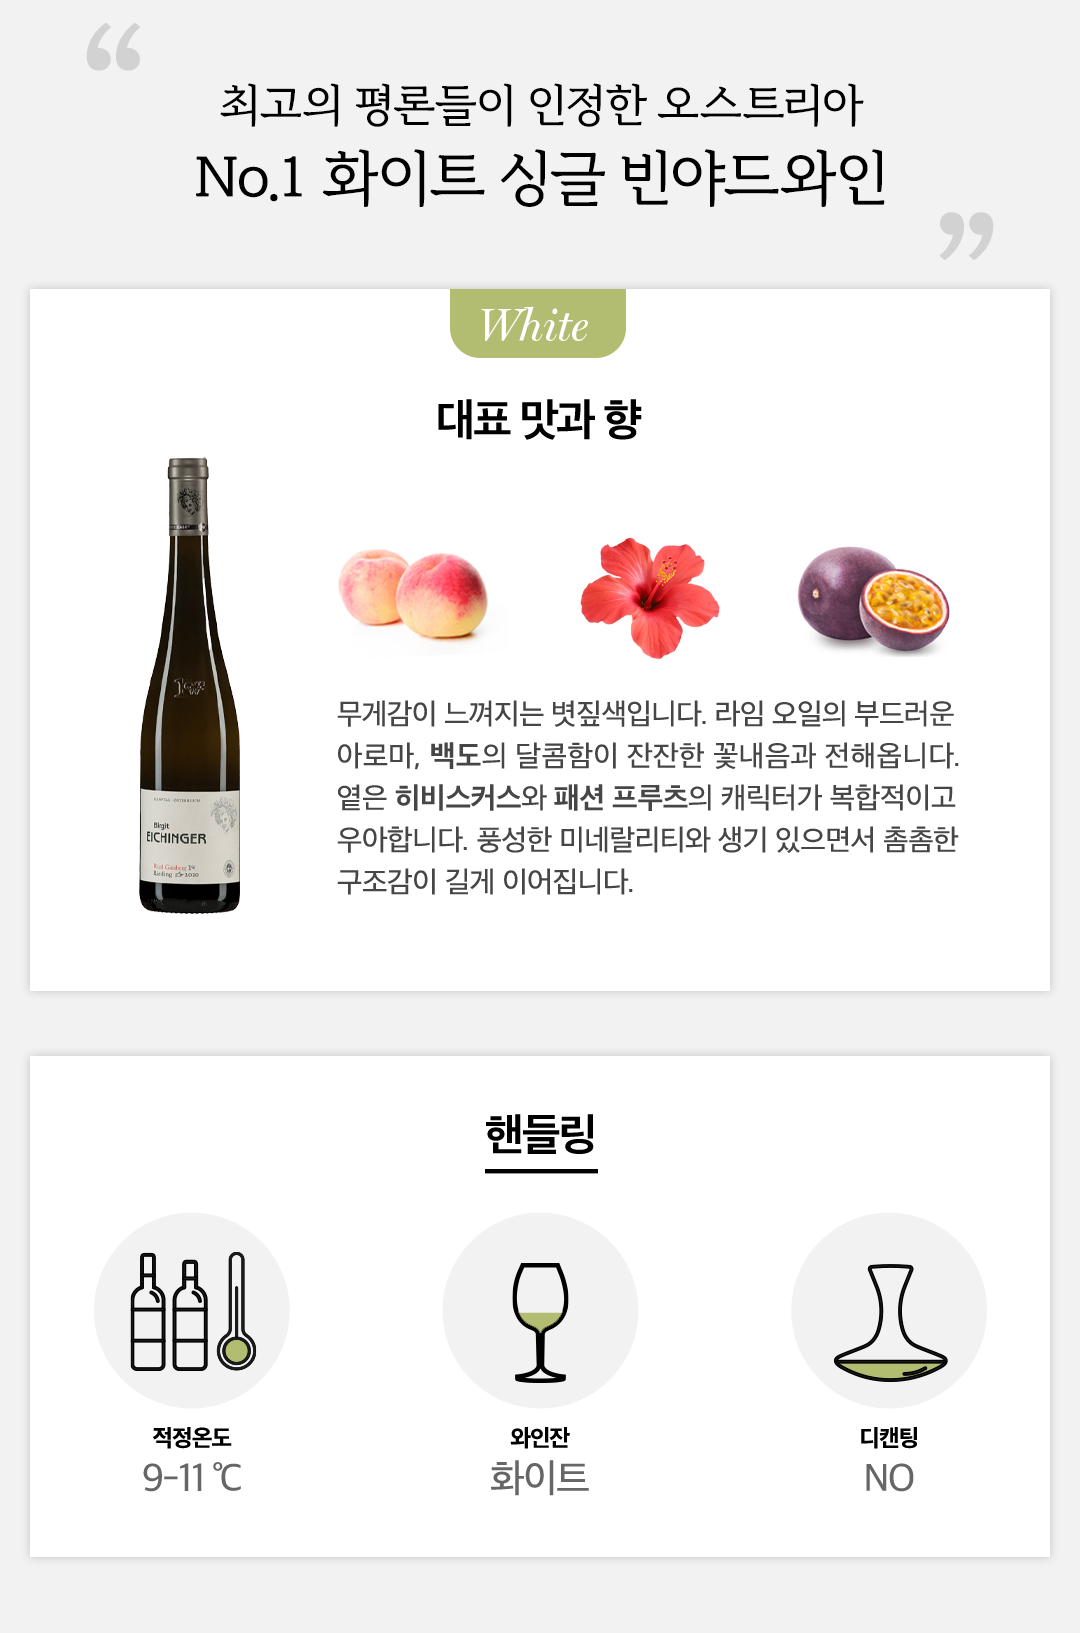 “
최고의 평론들이 인정한 오스트리아
No.1 화이트 싱글 빈야드와인
”
White
대표 맛과 향
무게감이 느껴지는 볏짚색입니다. 라임 오일의 부드러운
아로마, 백도의 달콤함이 잔잔한 꽃내음과 전해옵니다.
옅은 히비스커스와 패션 프루츠의 캐릭터가 복합적이고
우아합니다. 풍성한 미네랄리티와 생기 있으면서 촘촘한
구조감이 길게 이어집니다.
KAMPTAL · ÖSTERREICH
Birgit
EICHINGER
Ried Gaisberg
Riesling 2020
핸들링
적정온도
9-11 ℃
와인잔
화이트
디캔팅
NO